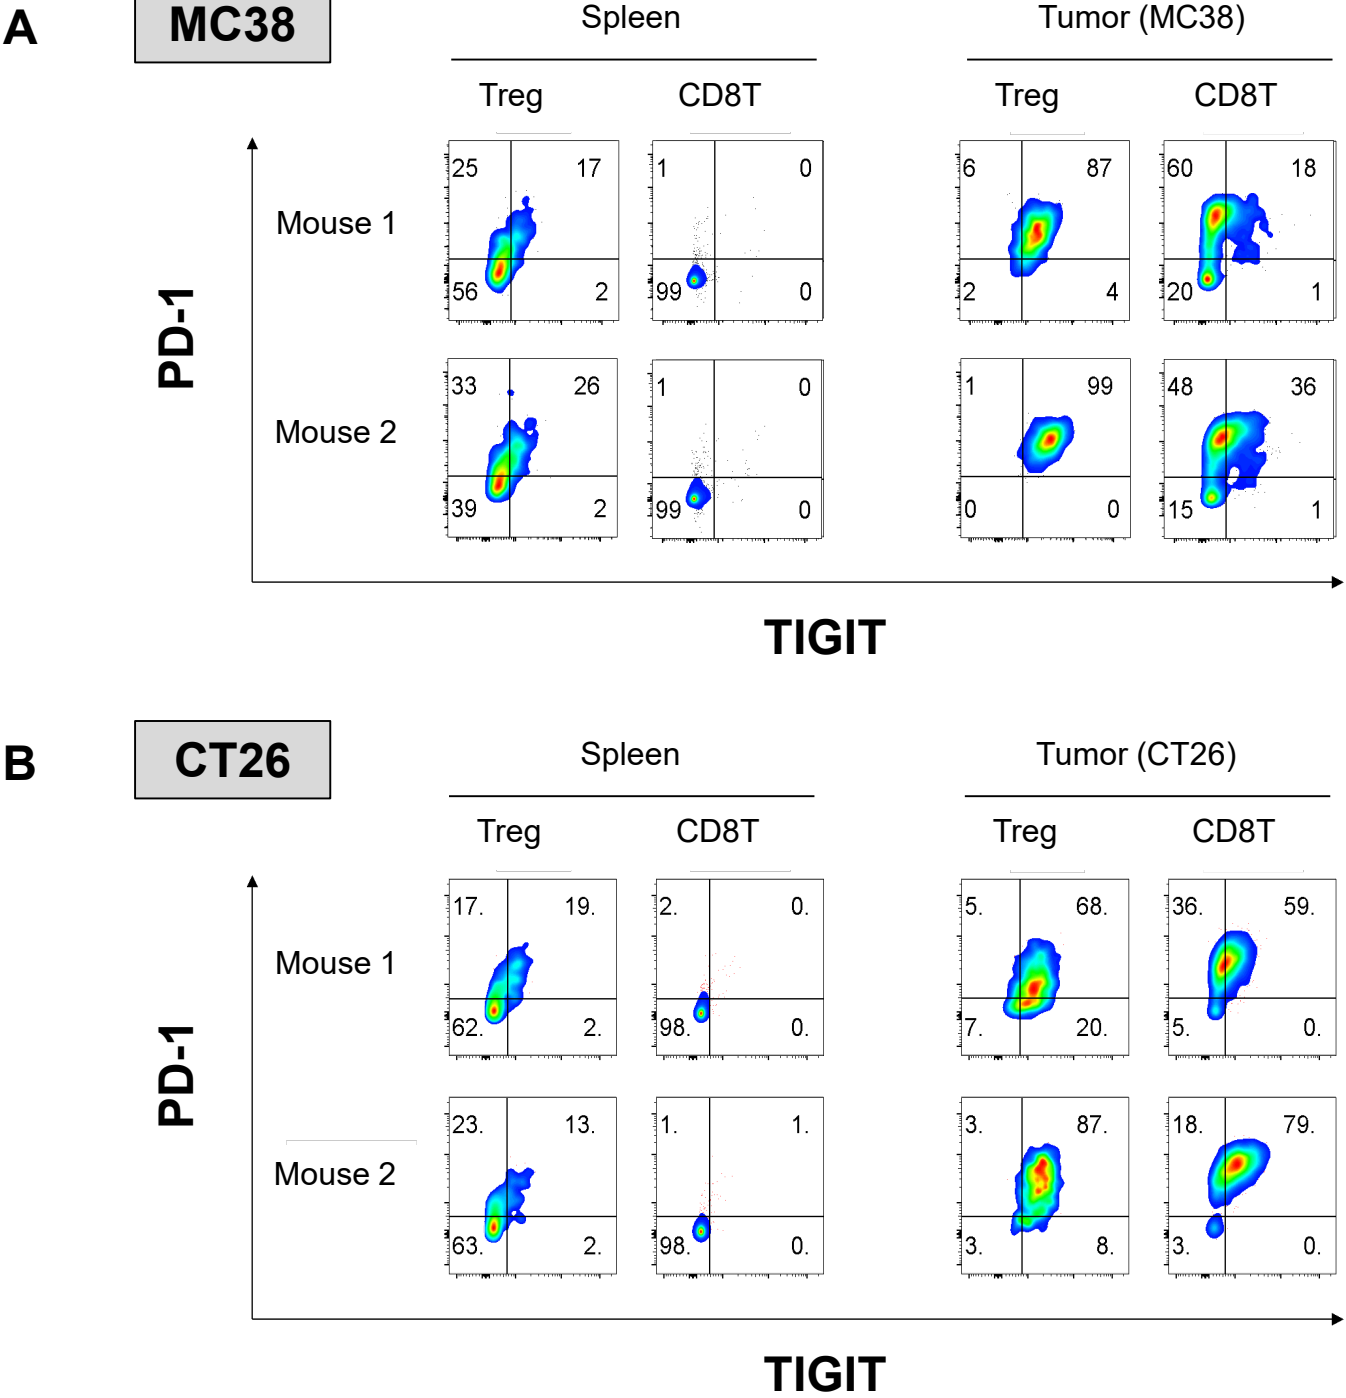 A
MC38
Spleen
Tumor (MC38)
Treg
CD8T
Treg
CD8T
PD-1
Mouse 1
25 17
56 2
1 0
99 0
6 87
2 4
60 18
20 1
Mouse 2
33 26
39 2
1 0
99 0
1 99
0 0
48 36
15 1
TIGIT
B
CT26
Spleen
Tumor (CT26)
Treg
CD8T
Treg
CD8T
PD-1
Mouse 1
17. 19.
62. 2.
2. 0.
98. 0.
5. 68.
7. 20.
36. 59.
5. 0.
Mouse 2
23. 13.
63. 2.
1. 1.
98. 0.
3. 87.
3. 8.
18. 79.
3. 0.
TIGIT